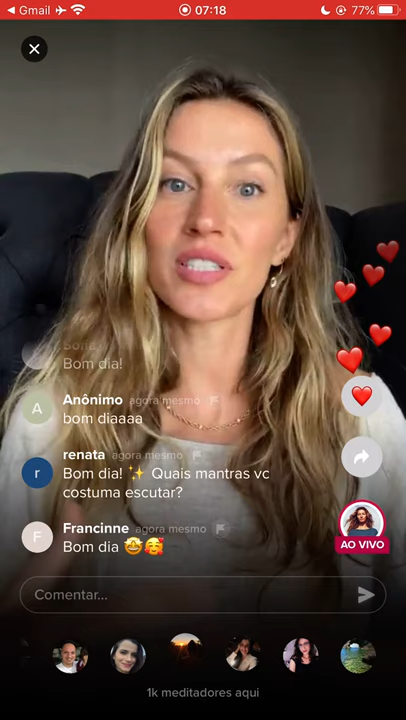 Gmail
07:18
77%
Bom dia!
A
Anônimo agora mesmo
bom diaaaa
r
renata agora mesmo
Bom dia! ✨ Quais mantras vc
costuma escutar?
F
Francinne agora mesmo
Bom dia 🤩🥰
AO VIVO
Comentar...
1k meditadores aqui